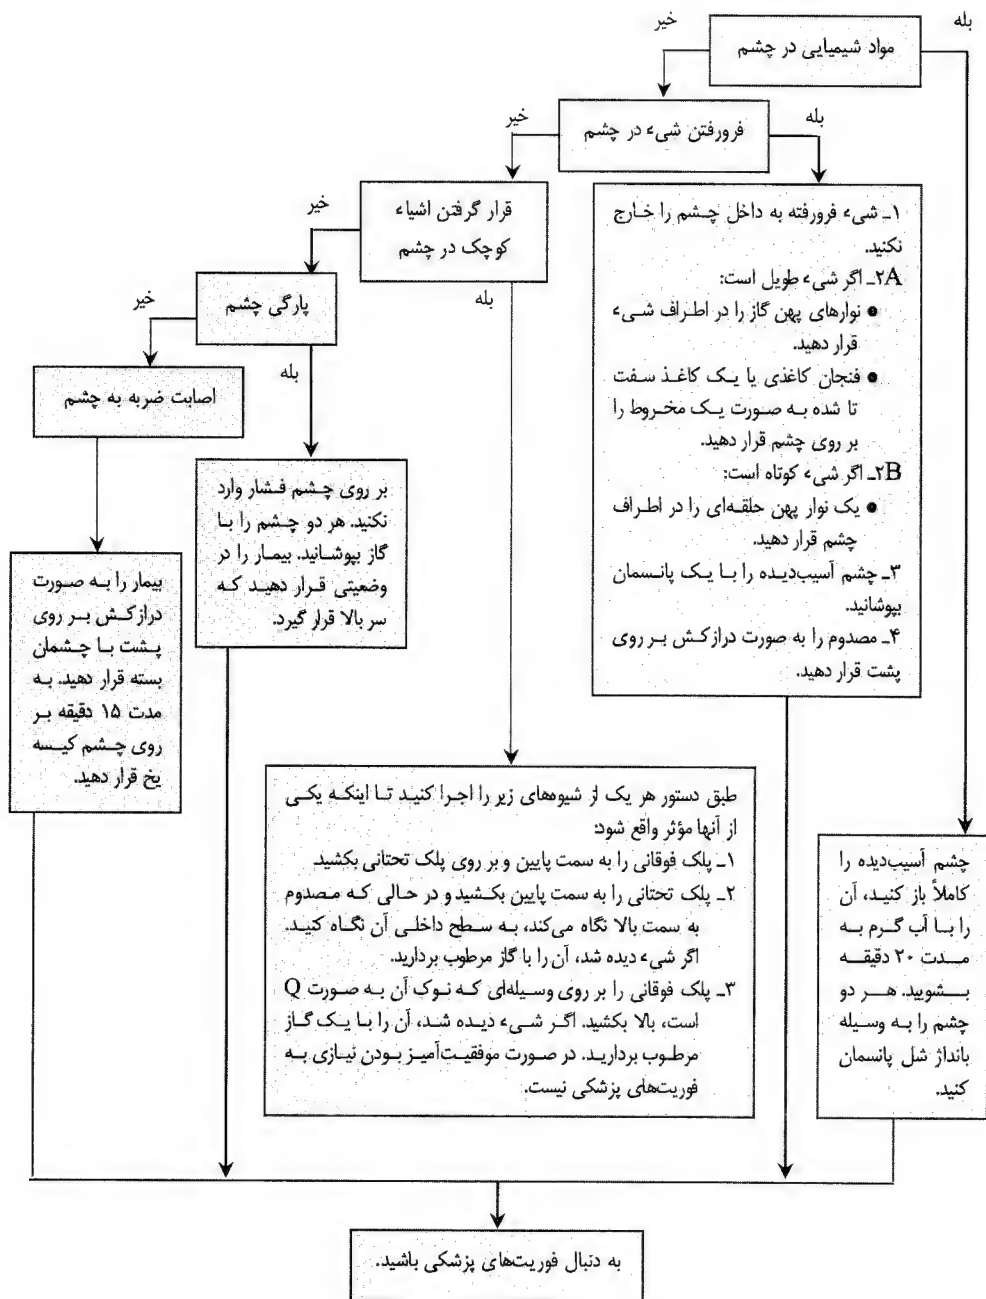 بله
خیر
مواد شیمیایی در چشم
بله
خیر
فرورفتن شیء در چشم
خیر
قرار گرفتن اشیاء
کوچک در چشم
بله
خیر
پارگی چشم
بله
اصابت ضربه به چشم
۱ـ شیء فرورفته به داخل چشم را خارج
نکنید.
۲Aـ اگر شیء طویل است:
● نوارهای پهن گاز را در اطراف شیء
قرار دهید.
● فنجان کاغذی یا یک کاغذ سفت
تا شده به صورت یک مخروط را
بر روی چشم قرار دهید.
۲Bـ اگر شیء کوتاه است:
● یک نوار پهن حلقه‌ای را در اطراف
چشم قرار دهید.
۳ـ چشم آسیب‌دیده را با یک پانسمان
بپوشانید.
۴ـ مصدوم را به صورت درازکش بر روی
پشت قرار دهید.
بر روی چشم فشار وارد
نکنید. هر دو چشم را با
گاز بپوشانید. بیمار را در
وضعیتی قرار دهید که
سر بالا قرار گیرد.
بیمار را به صورت
درازکش بر روی
پشت با چشمان
بسته قرار دهید. به
مدت ۱۵ دقیقه بر
روی چشم کیسه
یخ قرار دهید.
طبق دستور هر یک از شیوه‌های زیر را اجرا کنید تا اینکه یکی
از آنها مؤثر واقع شود:
۱ـ پلک فوقانی را به سمت پایین و بر روی پلک تحتانی بکشید.
۲ـ پلک تحتانی را به سمت پایین بکشید و در حالی که مصدوم
به سمت بالا نگاه می‌کند، به سطح داخلی آن نگاه کنید.
اگر شیء دیده شد، آن را با گاز مرطوب بردارید.
۳ـ پلک فوقانی را بر روی وسیله‌ای که نوک آن به صورت Q
است، بالا بکشید. اگر شیء دیده شد، آن را با یک گاز
مرطوب بردارید. در صورت موفقیت‌آمیز بودن نیازی به
فوریت‌های پزشکی نیست.
چشم آسیب‌دیده را
کاملاً باز کنید، آن
را با آب گرم به
مدت ۲۰ دقیقه
بشویید. هر دو
چشم را به وسیله
بانداژ شل پانسمان
کنید.
به دنبال فوریت‌های پزشکی باشید.